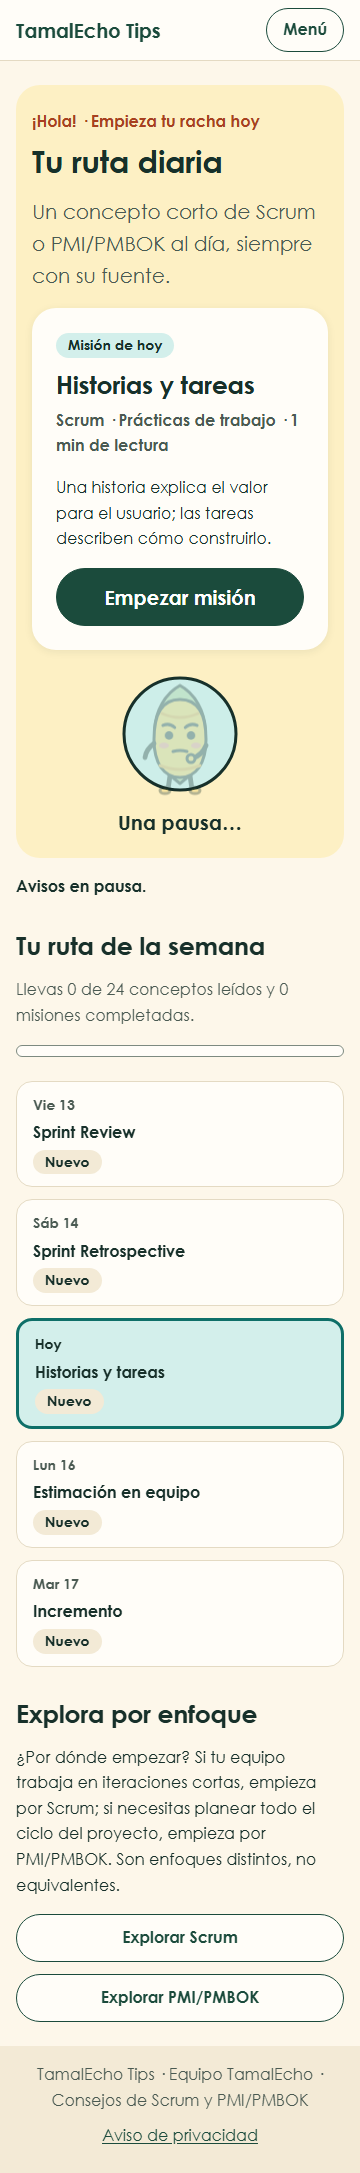 TamalEcho Tips
Menú
¡Hola! · Empieza tu racha hoy
Tu ruta diaria
Un concepto corto de Scrum
o PMI/PMBOK al día, siempre
con su fuente.
Misión de hoy
Historias y tareas
Scrum · Prácticas de trabajo · 1
min de lectura
Una historia explica el valor
para el usuario; las tareas
describen cómo construirlo.
Empezar misión
Una pausa...
Avisos en pausa.
Tu ruta de la semana
Llevas 0 de 24 conceptos leídos y 0
misiones completadas.
Vie 13
Sprint Review
Nuevo
Sáb 14
Sprint Retrospective
Nuevo
Hoy
Historias y tareas
Nuevo
Lun 16
Estimación en equipo
Nuevo
Mar 17
Incremento
Nuevo
Explora por enfoque
¿Por dónde empezar? Si tu equipo
trabaja en iteraciones cortas, empieza
por Scrum; si necesitas planear todo el
ciclo del proyecto, empieza por
PMI/PMBOK. Son enfoques distintos, no
equivalentes.
Explorar Scrum
Explorar PMI/PMBOK
TamalEcho Tips · Equipo TamalEcho ·
Consejos de Scrum y PMI/PMBOK
Aviso de privacidad